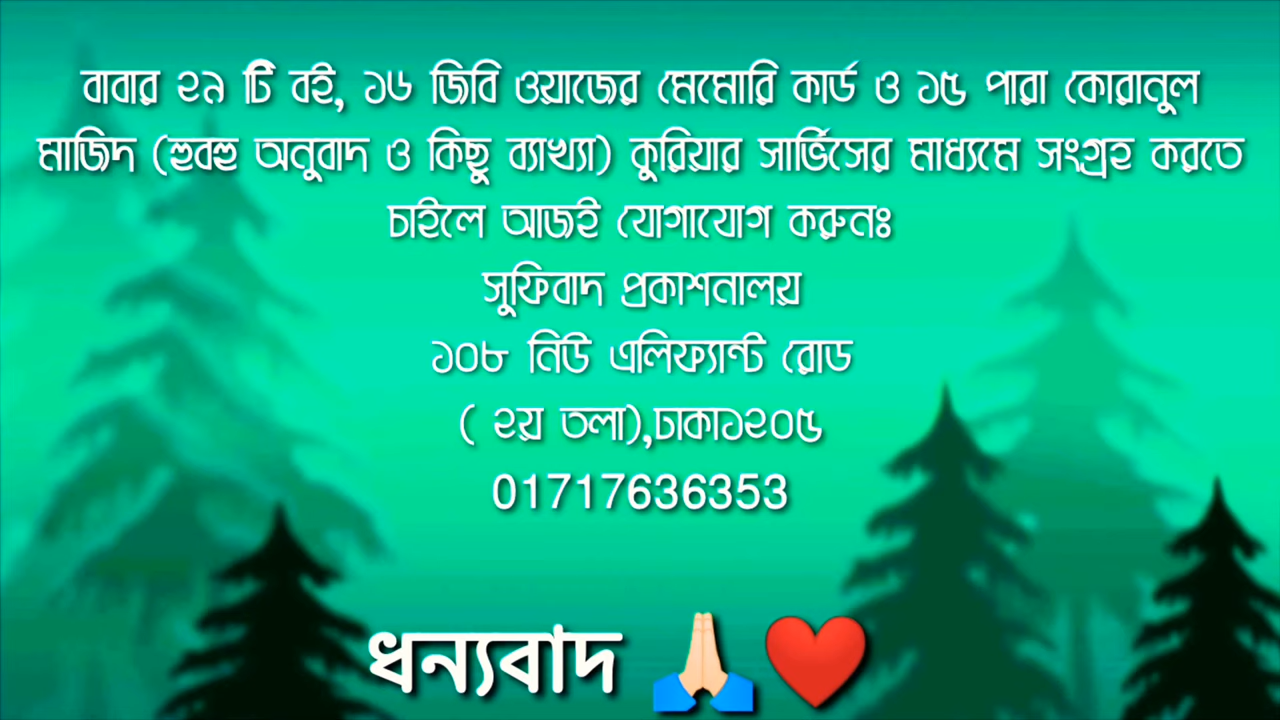 বাবার ২৯ টি বই, ১৬ জিবি ওয়াজের মেমোরি কার্ড ও ১৫ পারা কোরানুল
মাজিদ (হুবহু অনুবাদ ও কিছু ব্যাখ্যা) কুরিয়ার সার্ভিসের মাধ্যমে সংগ্রহ করতে
চাইলে আজই যোগাযোগ করুনঃ
সুফিবাদ প্রকাশনালয়
১০৮ নিউ এলিফ্যান্ট রোড
( ২য় তলা),ঢাকা১২০৫
01717636353
ধন্যবাদ 🙏🏻❤️